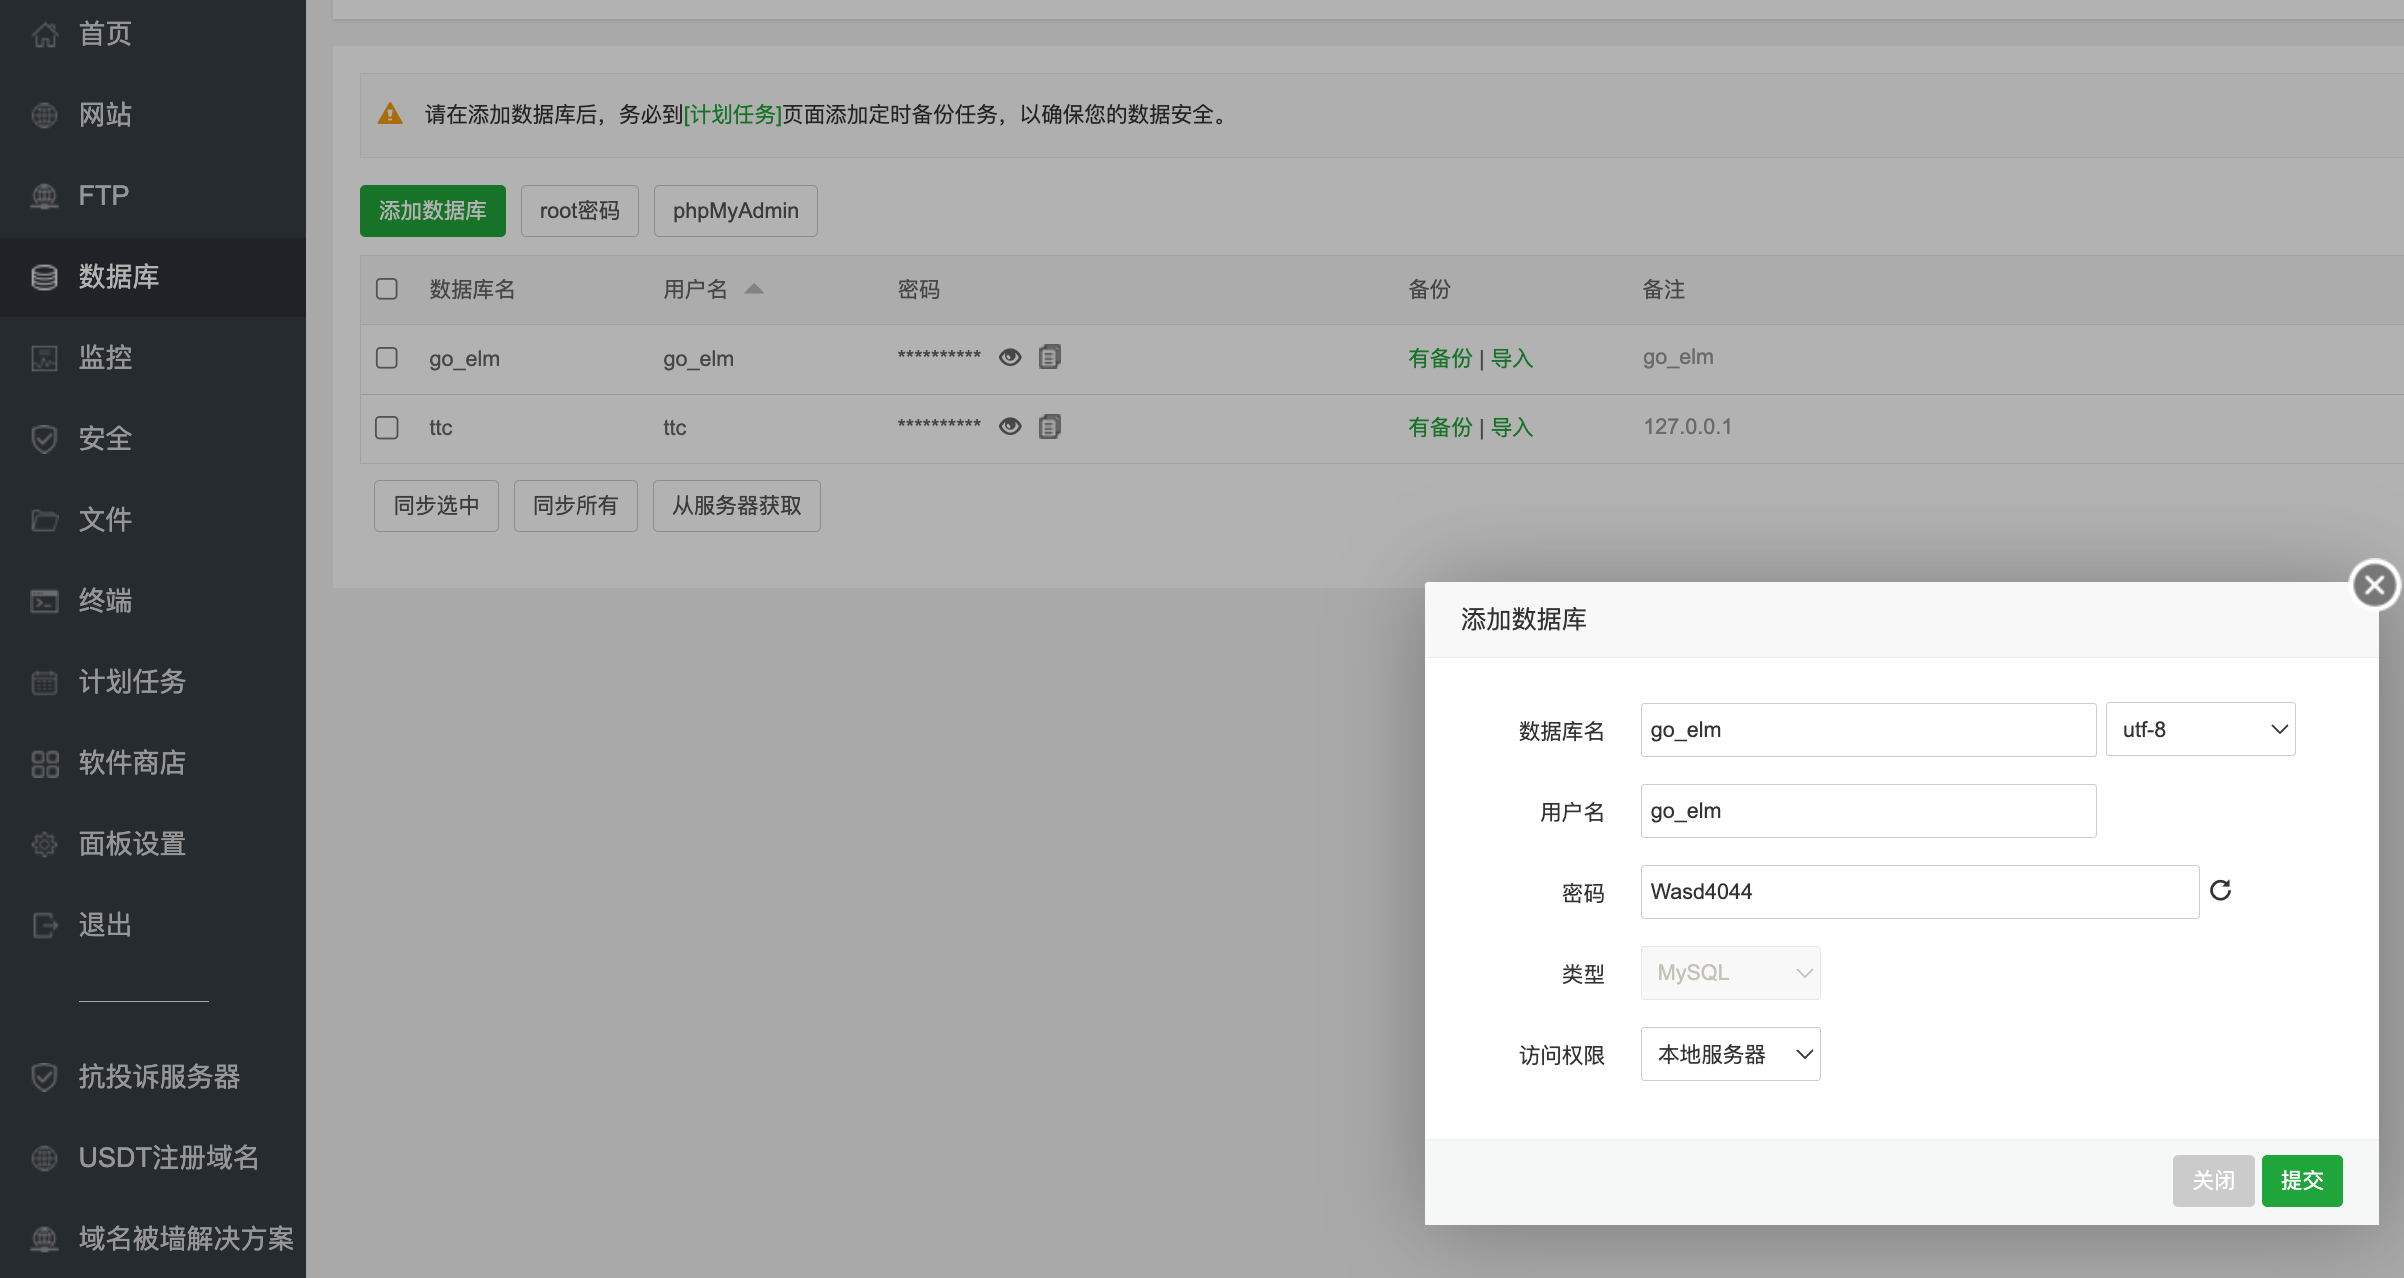 首页
网站
FTP
数据库
监控
安全
文件
终端
计划任务
软件商店
面板设置
退出
抗投诉服务器
USDT注册域名
域名被墙解决方案
请在添加数据库后，务必到[计划任务]页面添加定时备份任务，以确保您的数据安全。
添加数据库 root密码 phpMyAdmin
数据库名 用户名 密码 备份 备注
go_elm go_elm ********** 有备份 | 导入 go_elm
ttc ttc ********** 有备份 | 导入 127.0.0.1
同步选中 同步所有 从服务器获取
添加数据库
数据库名 go_elm utf-8
用户名 go_elm
密码 Wasd4044
类型 MySQL
访问权限 本地服务器
关闭 提交